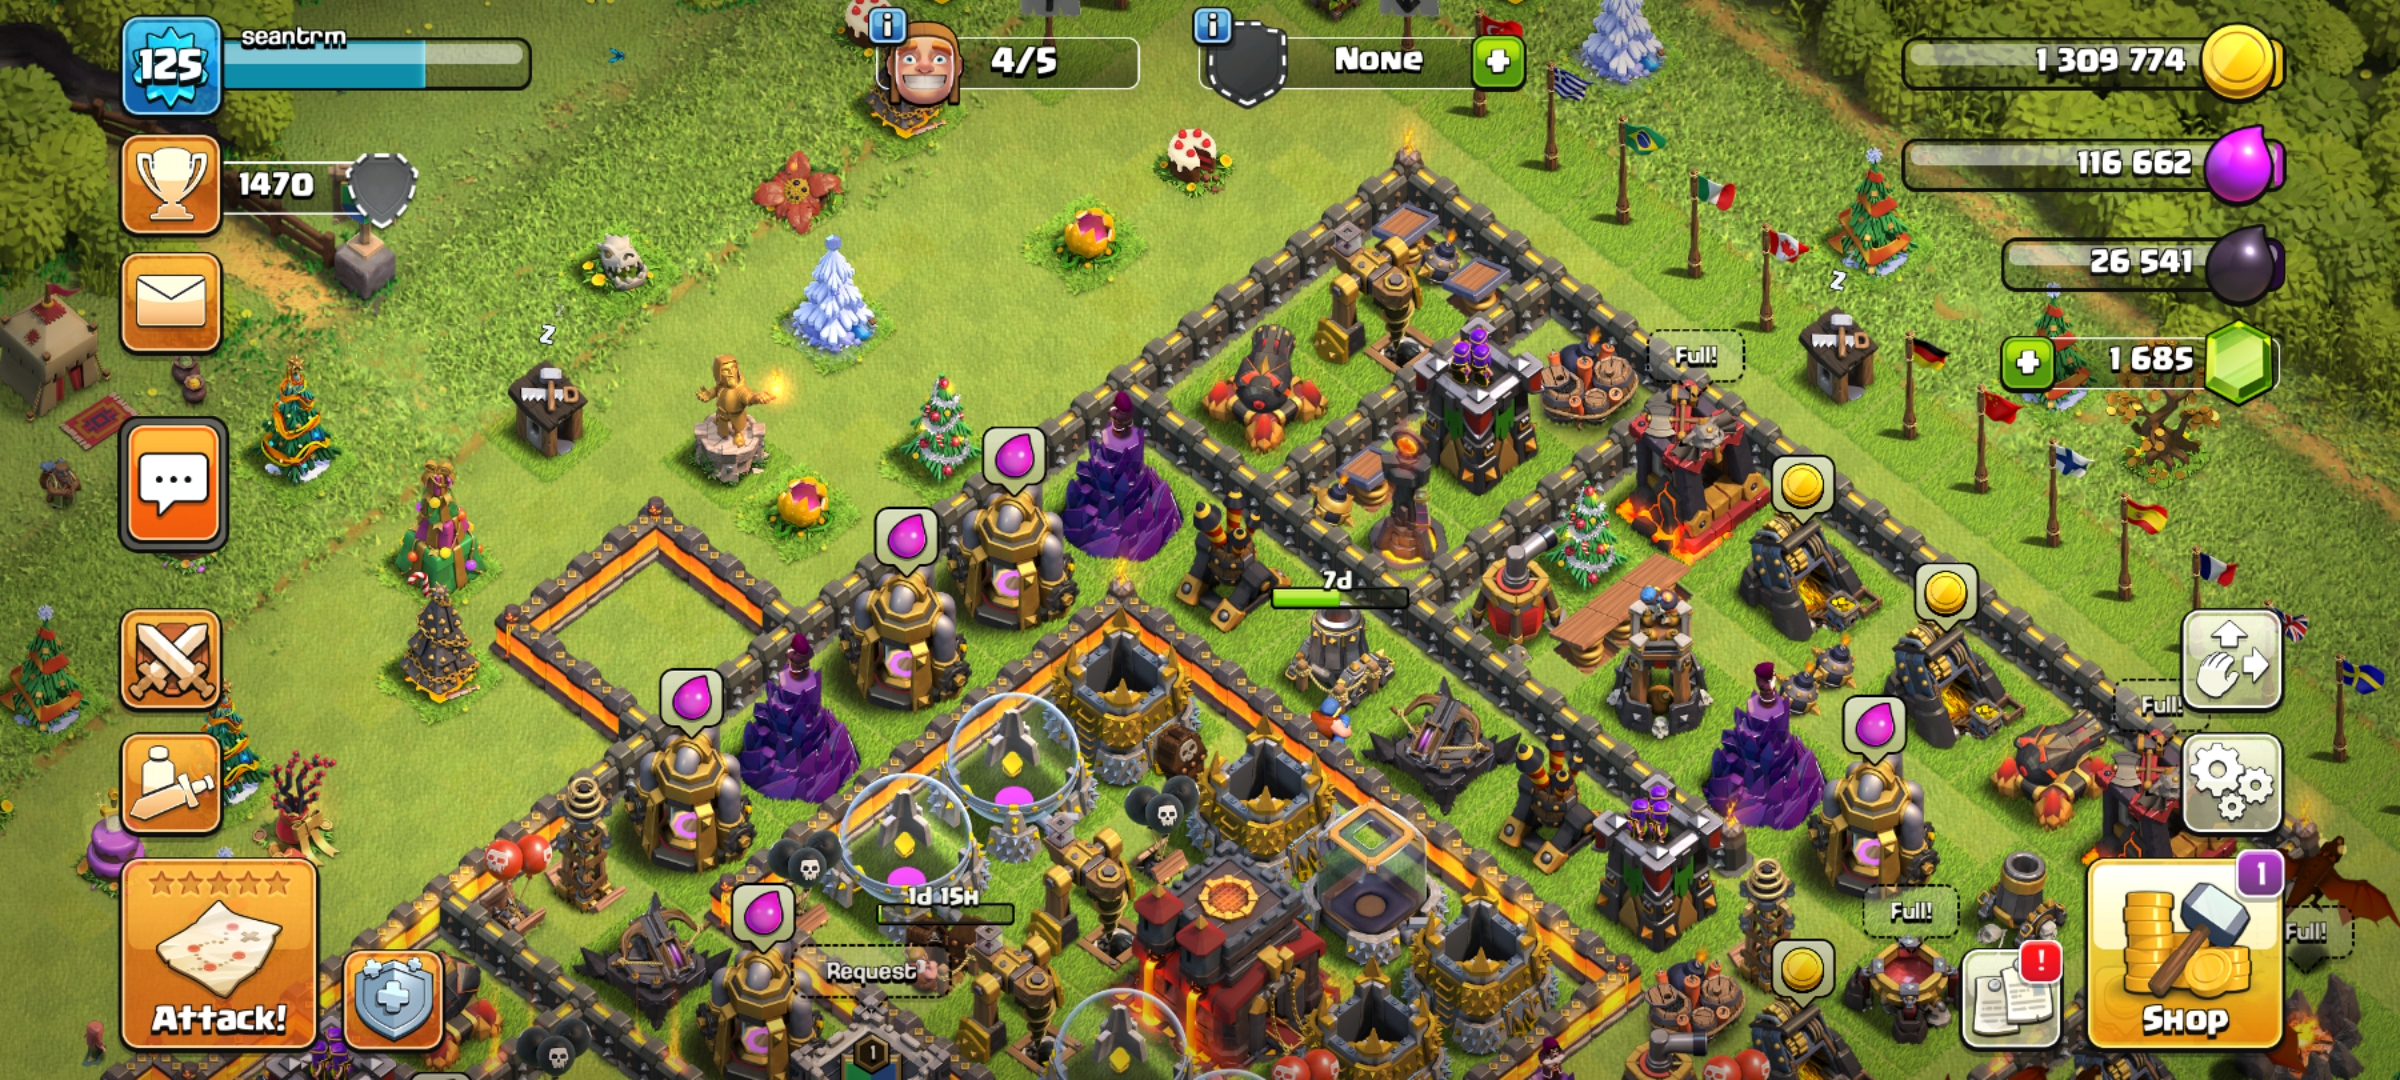 125
seantrm
4/5
None
1 309 774
1470
116 662
26 541
z
z
Full!
1 685
7d
Full!
1d 15H
1
Full!
Full!
Request
Attack!
1
!
Shop